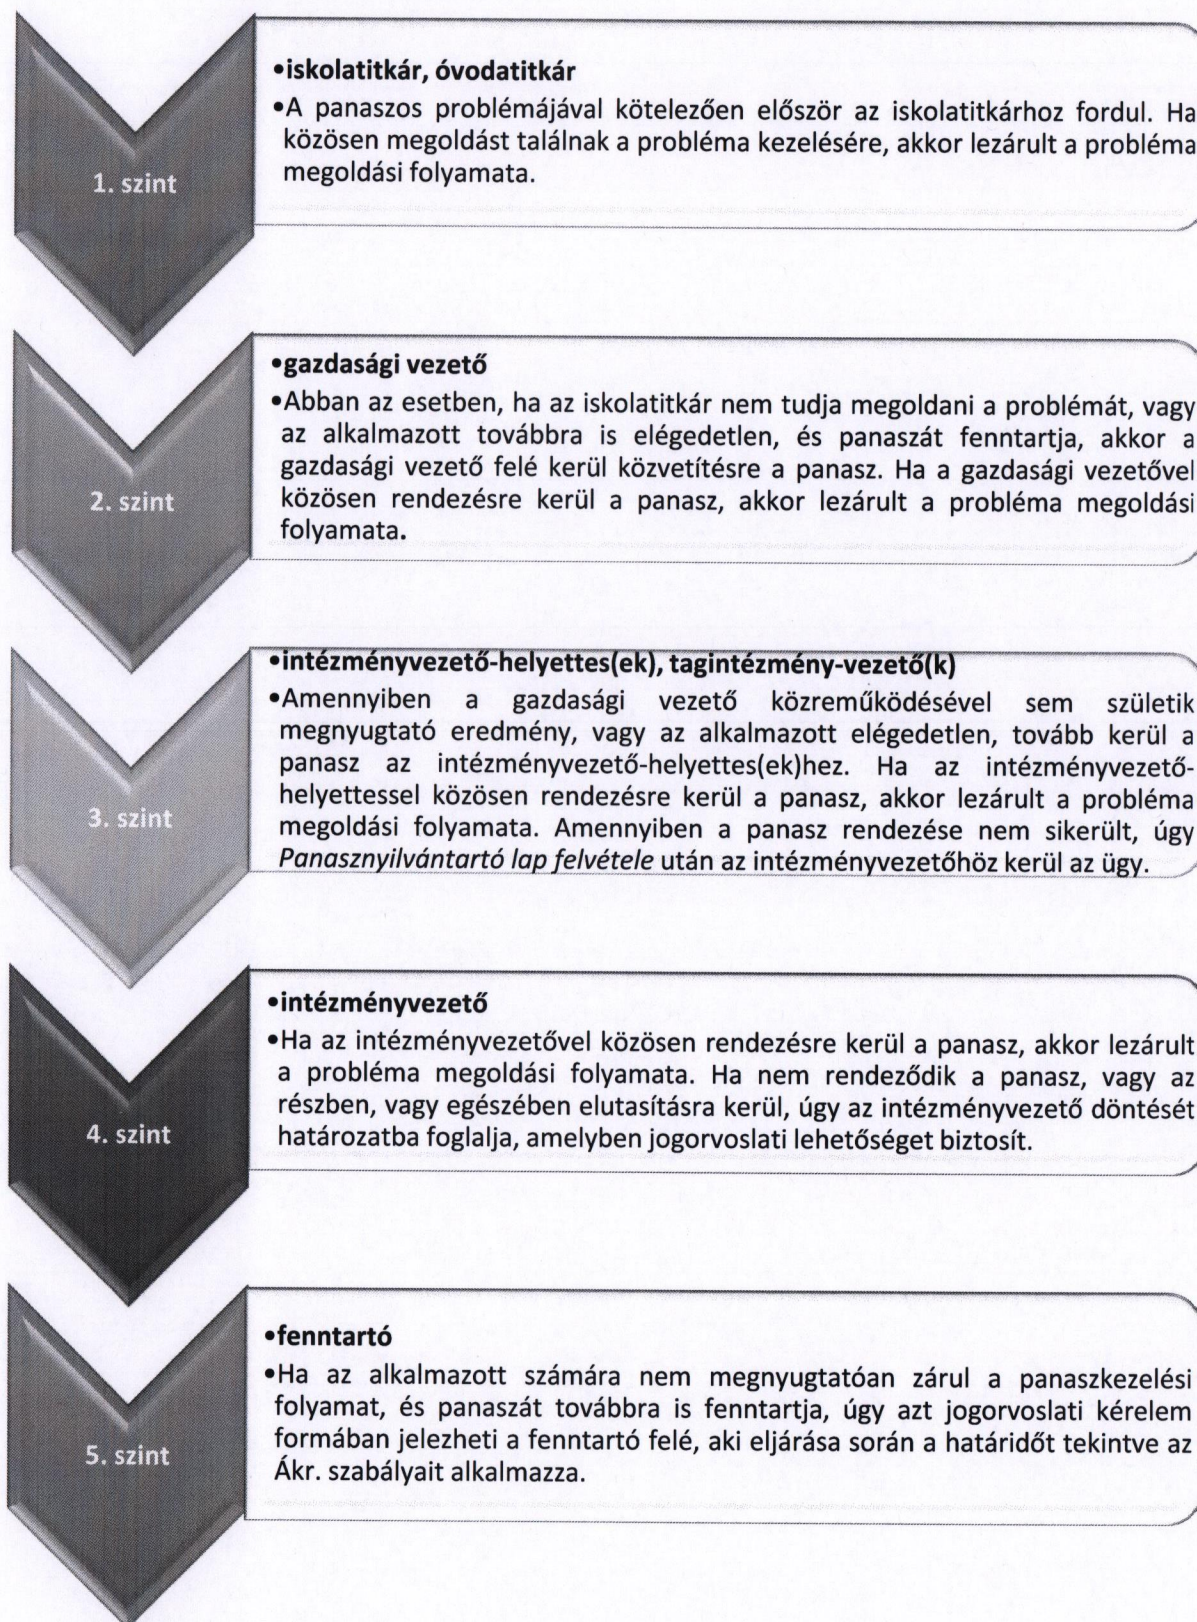 1. szint
•iskolatitkár, óvodatitkár
•A panaszos problémájával kötelezően először az iskolatitkárhoz fordul. Ha
közösen megoldást találnak a probléma kezelésére, akkor lezárult a probléma
megoldási folyamata.
2. szint
•gazdasági vezető
•Abban az esetben, ha az iskolatitkár nem tudja megoldani a problémát, vagy
az alkalmazott továbbra is elégedetlen, és panaszát fenntartja, akkor a
gazdasági vezető felé kerül közvetítésre a panasz. Ha a gazdasági vezetővel
közösen rendezésre kerül a panasz, akkor lezárult a probléma megoldási
folyamata.
3. szint
•intézményvezető-helyettes(ek), tagintézmény-vezető(k)
•Amennyiben a gazdasági vezető közreműködésével sem születik
megnyugtató eredmény, vagy az alkalmazott elégedetlen, tovább kerül a
panasz az intézményvezető-helyettes(ek)hez. Ha az intézményvezető-
helyettessel közösen rendezésre kerül a panasz, akkor lezárult a probléma
megoldási folyamata. Amennyiben a panasz rendezése nem sikerült, úgy
Panasznyilvántartó lap felvétele után az intézményvezetőhöz kerül az ügy.
4. szint
•intézményvezető
•Ha az intézményvezetővel közösen rendezésre kerül a panasz, akkor lezárult
a probléma megoldási folyamata. Ha nem rendeződik a panasz, vagy az
részben, vagy egészében elutasításra kerül, úgy az intézményvezető döntését
határozatba foglalja, amelyben jogorvoslati lehetőséget biztosít.
5. szint
•fenntartó
•Ha az alkalmazott számára nem megnyugtatóan zárul a panaszkezelési
folyamat, és panaszát továbbra is fenntartja, úgy azt jogorvoslati kérelem
formában jelezheti a fenntartó felé, aki eljárása során a határidőt tekintve az
Ákr. szabályait alkalmazza.